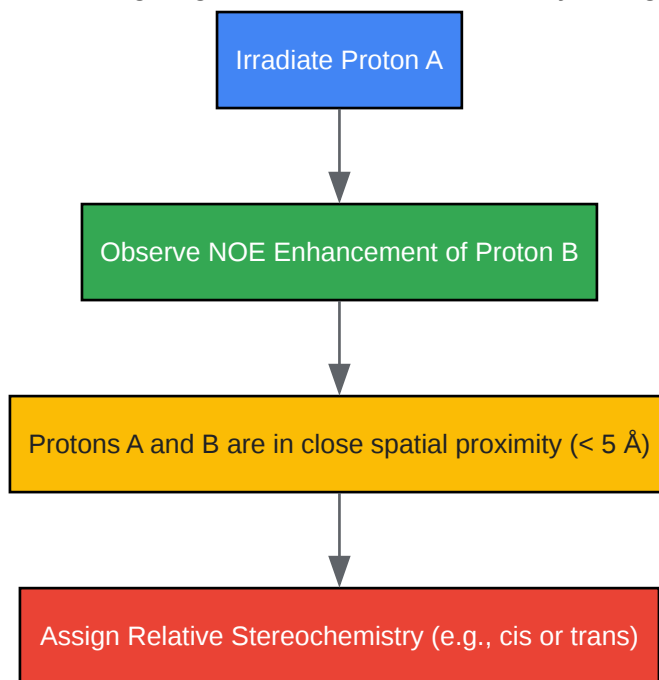 Irradiate Proton A
Observe NOE Enhancement of Proton B
Protons A and B are in close spatial proximity (< 5 Å)
Assign Relative Stereochemistry (e.g., cis or trans)